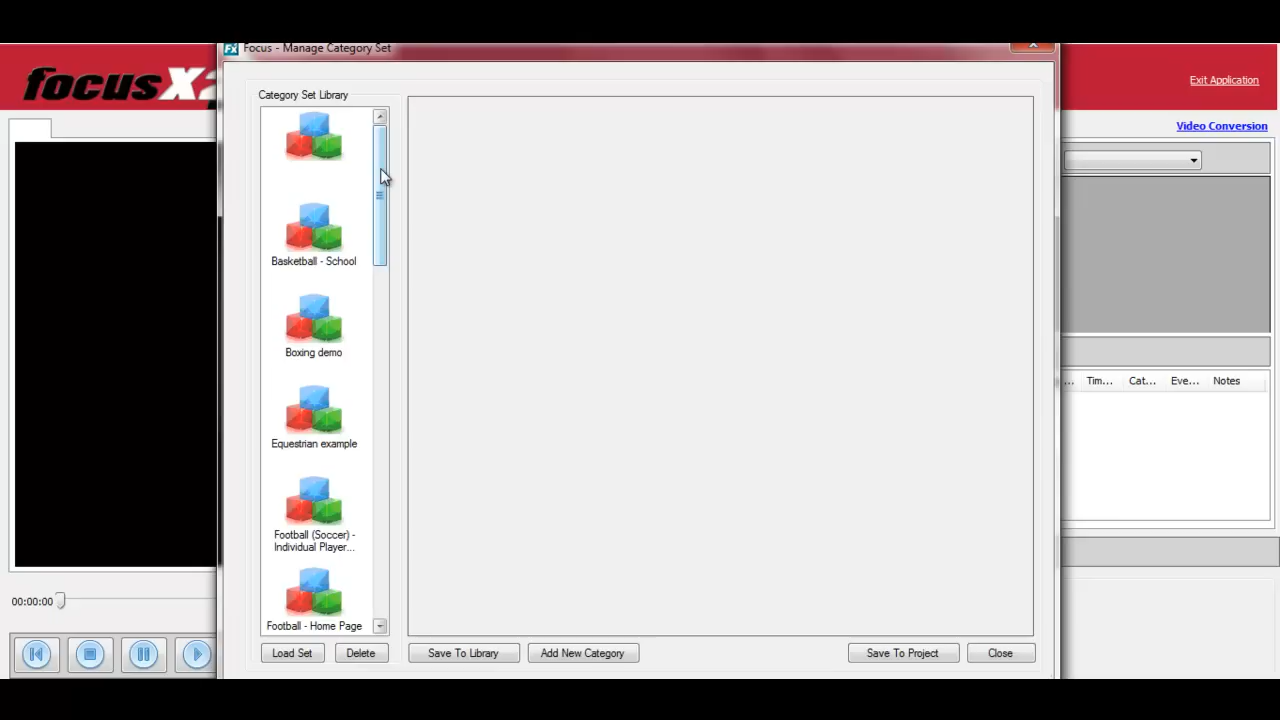 Focus - Manage Category Set
focusX2
Exit Application
Video Conversion
Category Set Library
Basketball - School
Boxing demo
Equestrian example
Football (Soccer) -
Individual Player...
Football - Home Page
... Tim... Cat... Eve... Notes
00:00:00
Load Set Delete Save To Library Add New Category Save To Project Close